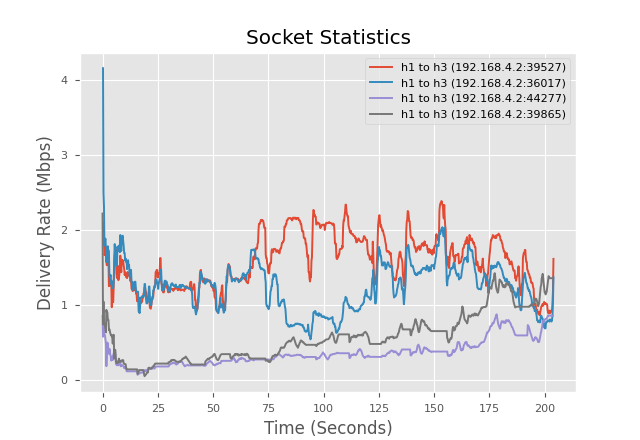 Socket Statistics
h1 to h3 (192.168.4.2:39527)
h1 to h3 (192.168.4.2:36017)
h1 to h3 (192.168.4.2:44277)
h1 to h3 (192.168.4.2:39865)
Delivery Rate (Mbps)
4
3
2
1
0
0 25 50 75 100 125 150 175 200
Time (Seconds)